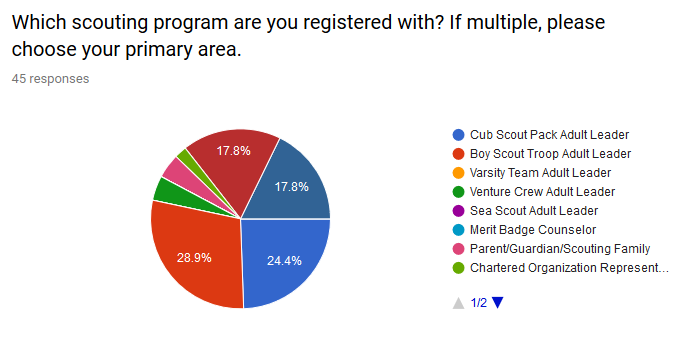 Which scouting program are you registered with? If multiple, please
choose your primary area.
45 responses
17.8%
17.8%
28.9%
24.4%
Cub Scout Pack Adult Leader
Boy Scout Troop Adult Leader
Varsity Team Adult Leader
Venture Crew Adult Leader
Sea Scout Adult Leader
Merit Badge Counselor
Parent/Guardian/Scouting Family
Chartered Organization Represent...
1/2